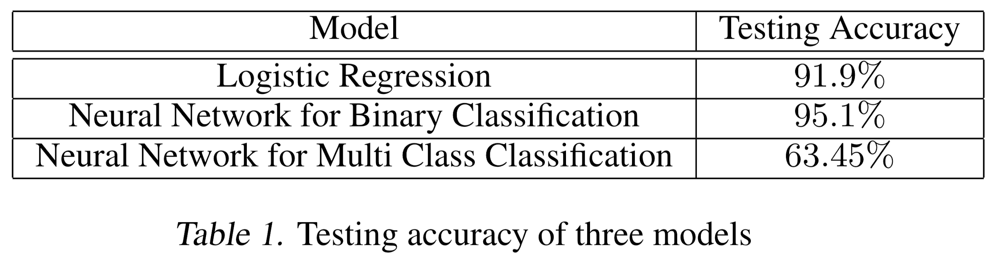 Model Testing Accuracy
Logistic Regression 91.9%
Neural Network for Binary Classification 95.1%
Neural Network for Multi Class Classification 63.45%
Table 1. Testing accuracy of three models